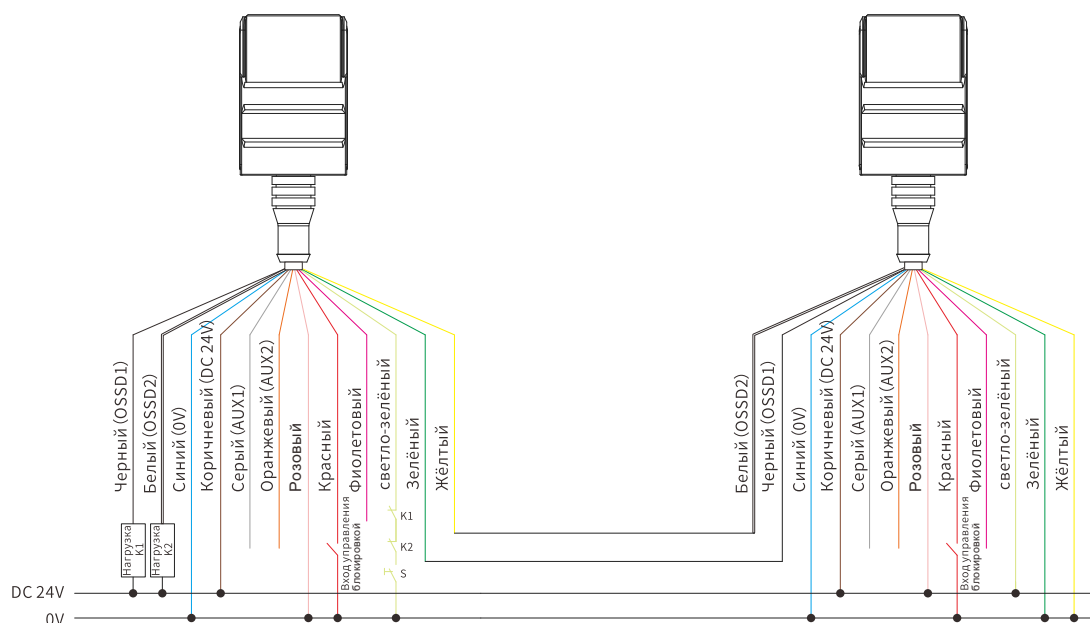 Черный (OSSD1)
Белый (OSSD2)
Синий (0V)
Коричневый (DC 24V)
Серый (AUX1)
Оранжевый (AUX2)
Розовый
Красный
Фиолетовый
светло-зелёный
Зелёный
Жёлтый
Нагрузка
K1
Нагрузка
K2
Вход управления
блокировкой
K1
K2
S
Белый (OSSD2)
Черный (OSSD1)
Синий (0V)
Коричневый (DC 24V)
Серый (AUX1)
Оранжевый (AUX2)
Розовый
Красный
Фиолетовый
светло-зелёный
Зелёный
Жёлтый
Вход управления
блокировкой
DC 24V
0V